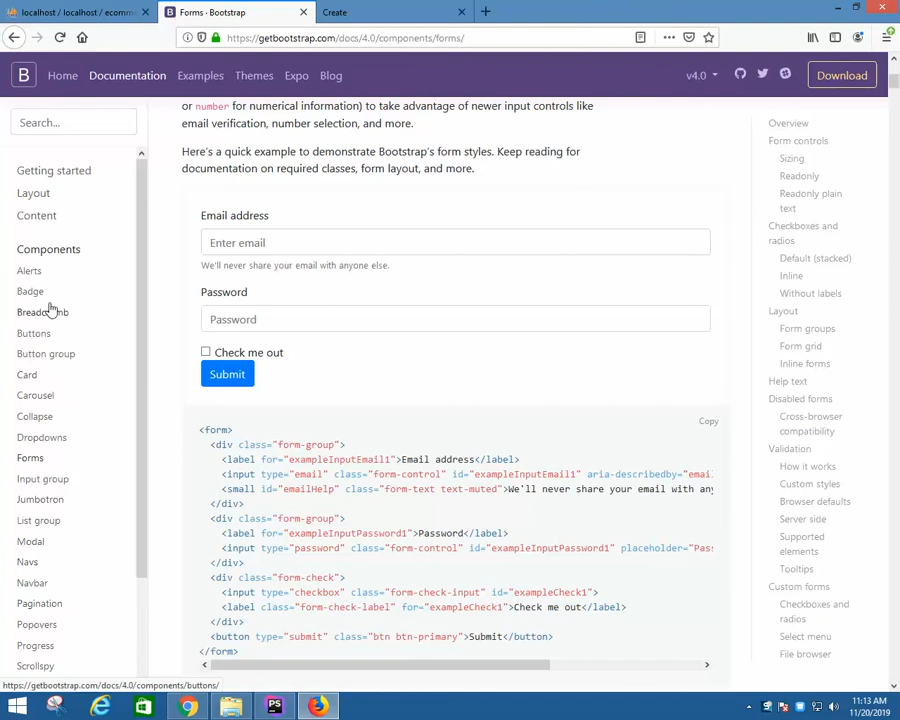 localhost / localhost / ecomm
Forms · Bootstrap
Create
https://getbootstrap.com/docs/4.0/components/forms/
B
Home
Documentation
Examples
Themes
Expo
Blog
v4.0
Download
Search...
Getting started
Layout
Content
Components
Alerts
Badge
Breadcrumb
Buttons
Button group
Card
Carousel
Collapse
Dropdowns
Forms
Input group
Jumbotron
List group
Modal
Navs
Navbar
Pagination
Popovers
Progress
Scrollspy
or number for numerical information) to take advantage of newer input controls like
email verification, number selection, and more.
Here's a quick example to demonstrate Bootstrap's form styles. Keep reading for
documentation on required classes, form layout, and more.
Email address
Enter email
We'll never share your email with anyone else.
Password
Password
Check me out
Submit
Copy
<form>
<div class="form-group">
<label for="exampleInputEmail1">Email address</label>
<input type="email" class="form-control" id="exampleInputEmail1" aria-describedby="emai
<small id="emailHelp" class="form-text text-muted">We'll never share your email with any
</div>
<div class="form-group">
<label for="exampleInputPassword1">Password</label>
<input type="password" class="form-control" id="exampleInputPassword1" placeholder="Pas
</div>
<div class="form-check">
<input type="checkbox" class="form-check-input" id="exampleCheck1">
<label class="form-check-label" for="exampleCheck1">Check me out</label>
</div>
<button type="submit" class="btn btn-primary">Submit</button>
</form>
Overview
Form controls
Sizing
Readonly
Readonly plain
text
Checkboxes and
radios
Default (stacked)
Inline
Without labels
Layout
Form groups
Form grid
Inline forms
Help text
Disabled forms
Cross-browser
compatibility
Validation
How it works
Custom styles
Browser defaults
Server side
Supported
elements
Tooltips
Custom forms
Checkboxes and
radios
Select menu
File browser
https://getbootstrap.com/docs/4.0/components/buttons/
PS
11:13 AM
11/20/2019